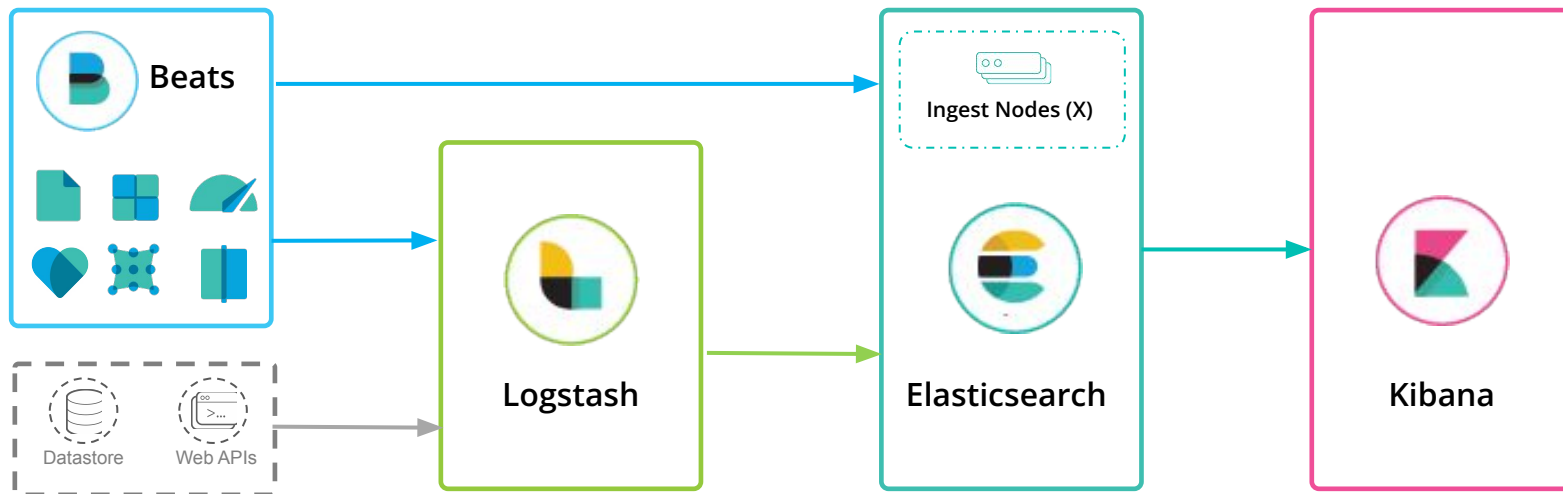 Beats
Ingest Nodes (X)
Logstash
Elasticsearch
Kibana
>...
Datastore
Web APIs